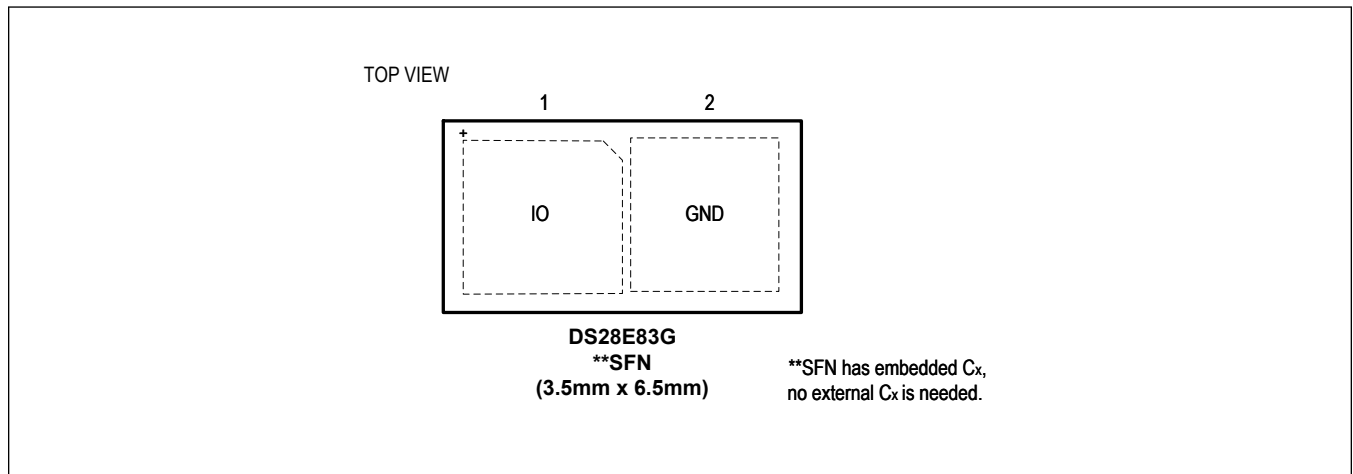 TOP VIEW
1 2
+
IO GND
DS28E83G
**SFN
(3.5mm x 6.5mm)
**SFN has embedded Cx,
no external Cx is needed.